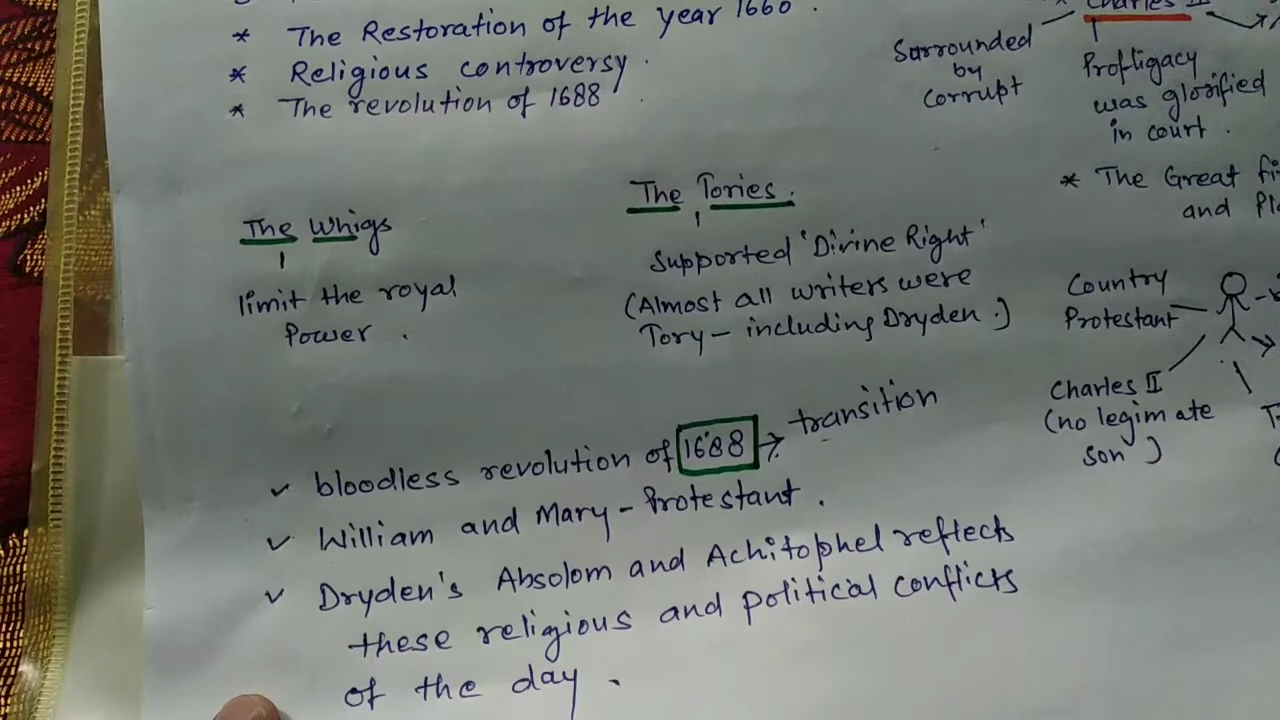 * The Restoration of the year 1660.
* Religious controversy.
* The revolution of 1688
Charles II
Surrounded
by
Corrupt
Profligacy
was glorified
in court.
* The Great
and
The Whigs
limit the royal
Power.
The Tories.
Supported 'Divine Right'
(Almost all writers were
Tory - including Dryden.)
Country
Protestant
Charles II
(no legimate
son)
✓ bloodless revolution of 1688 → transition
✓ William and Mary - Protestant.
✓ Dryden's Absolom and Achitophel reflects
these religious and political conflicts
of the day.